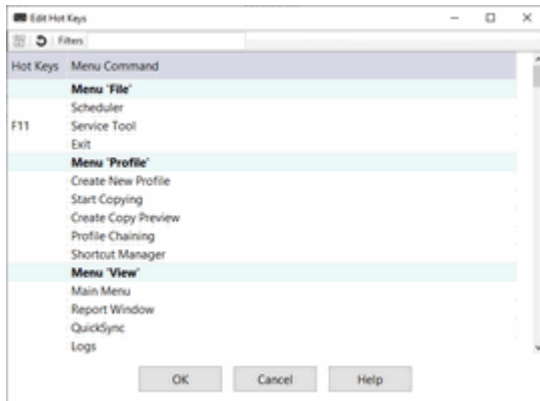 Edit Hot Keys
Filters
Hot Keys Menu Command
Menu 'File'
Scheduler
F11 Service Tool
Exit
Menu 'Profile'
Create New Profile
Start Copying
Create Copy Preview
Profile Chaining
Shortcut Manager
Menu 'View'
Main Menu
Report Window
QuickSync
Logs
OK Cancel Help